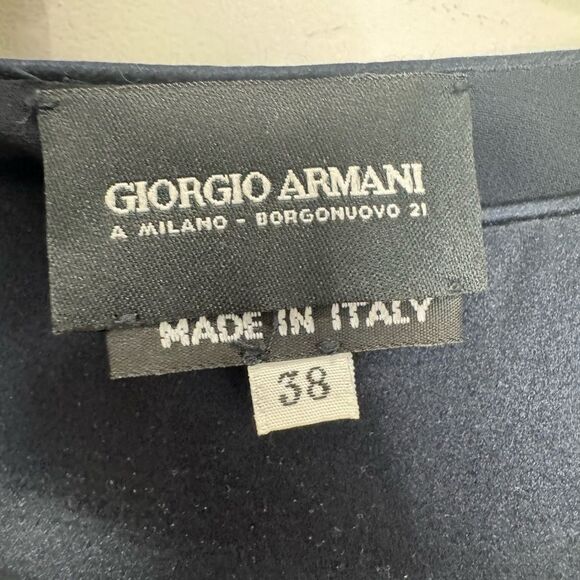 GIORGIO ARMANI
A MILANO - BORGONUOVO 21
MADE IN ITALY
38